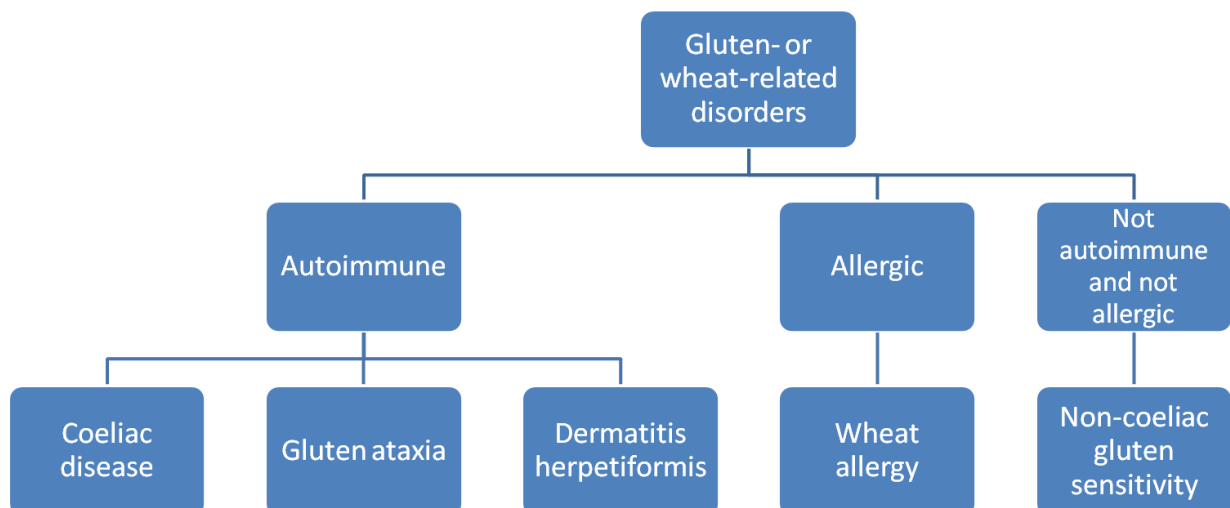 Gluten- or
wheat-related
disorders
Autoimmune
Allergic
Not
autoimmune
and not
allergic
Coeliac
disease
Gluten ataxia
Dermatitis
herpetiformis
Wheat
allergy
Non-coeliac
gluten
sensitivity